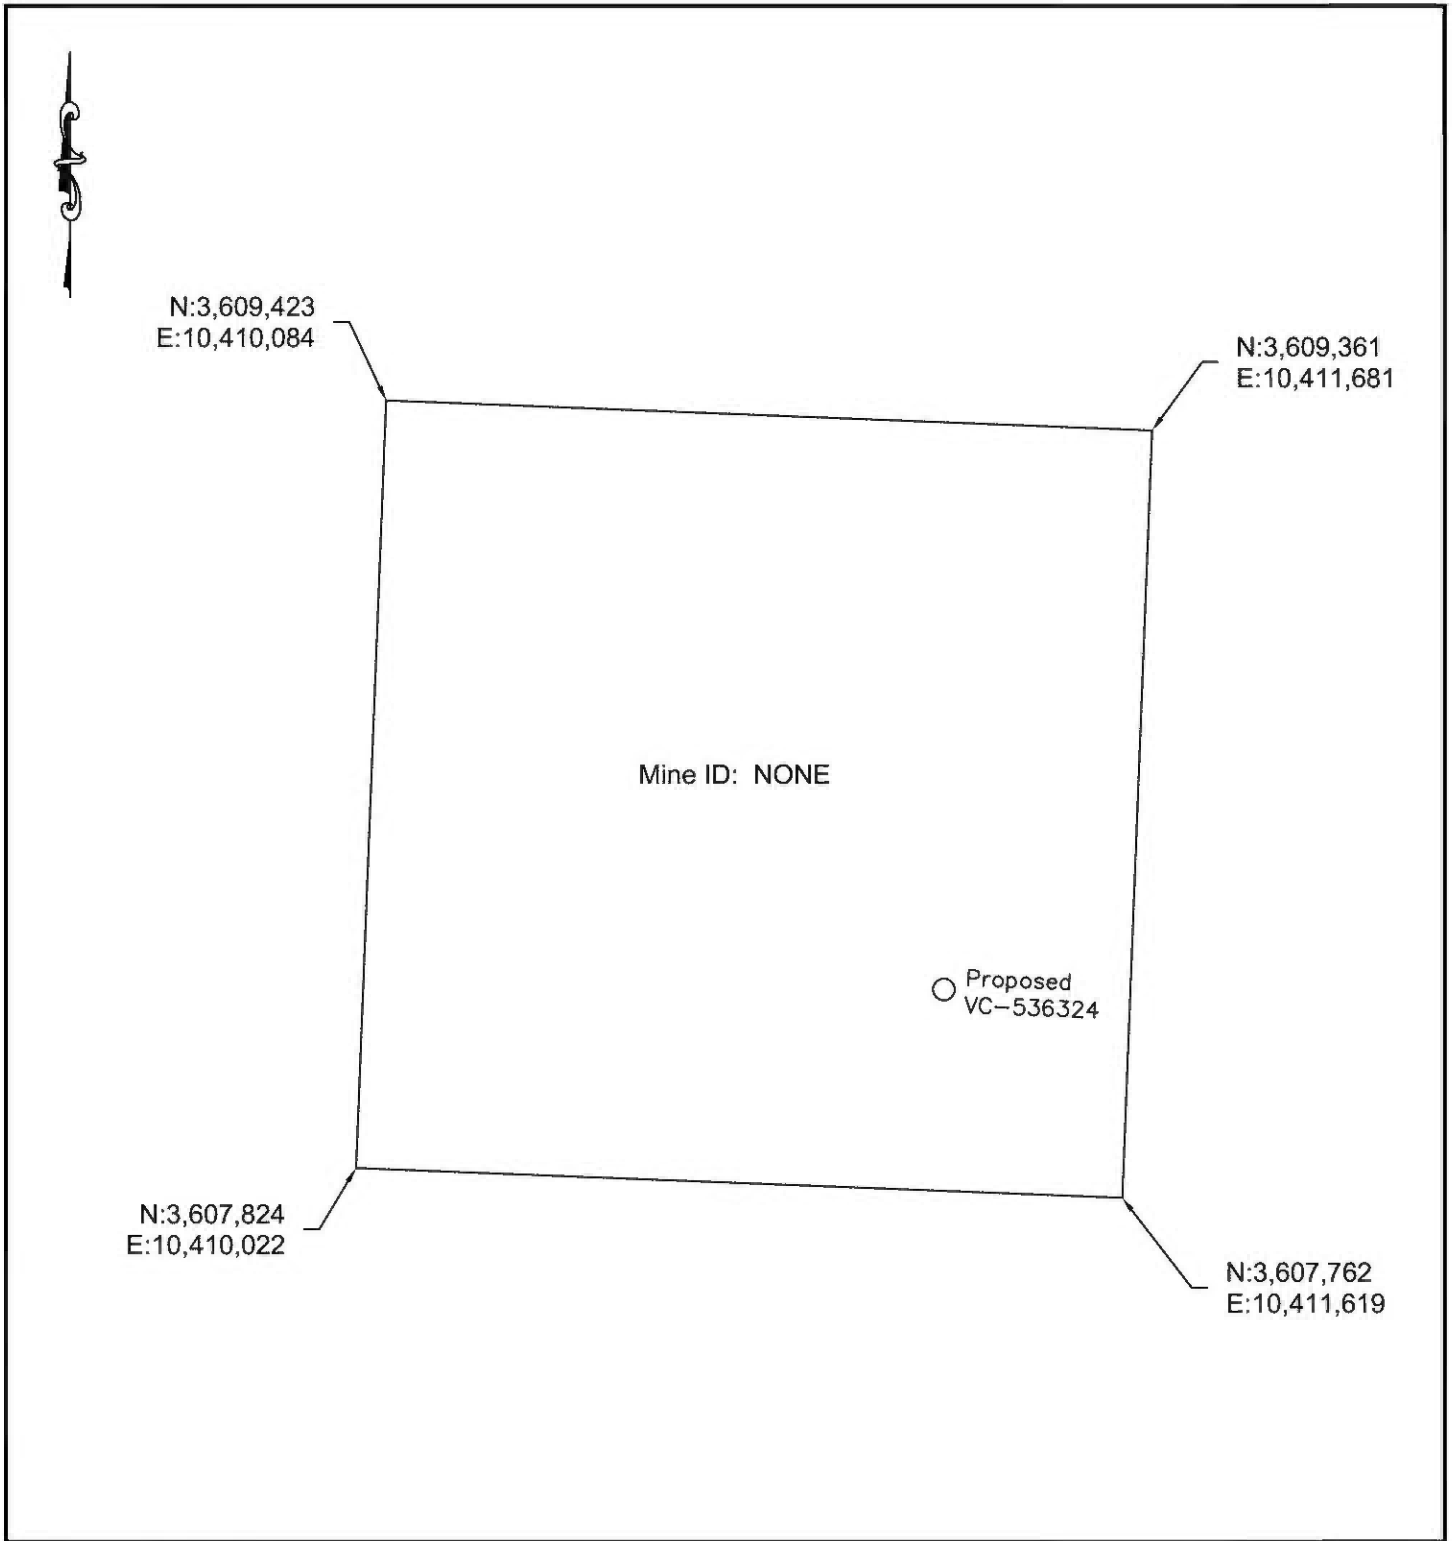 N:3,609,423
E:10,410,084
N:3,609,361
E:10,411,681
Mine ID: NONE
Proposed
VC-536324
N:3,607,824
E:10,410,022
N:3,607,762
E:10,411,619